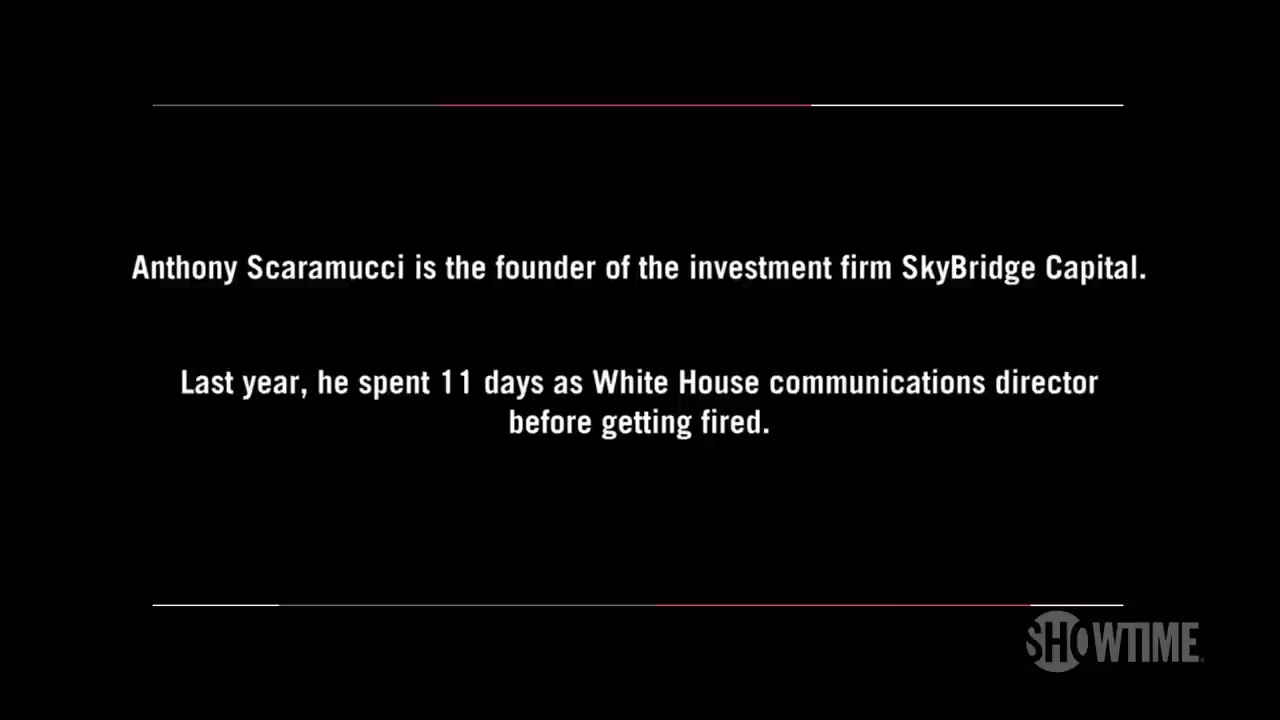 Anthony Scaramucci is the founder of the investment firm SkyBridge Capital.
Last year, he spent 11 days as White House communications director
before getting fired.
SHOWTIME